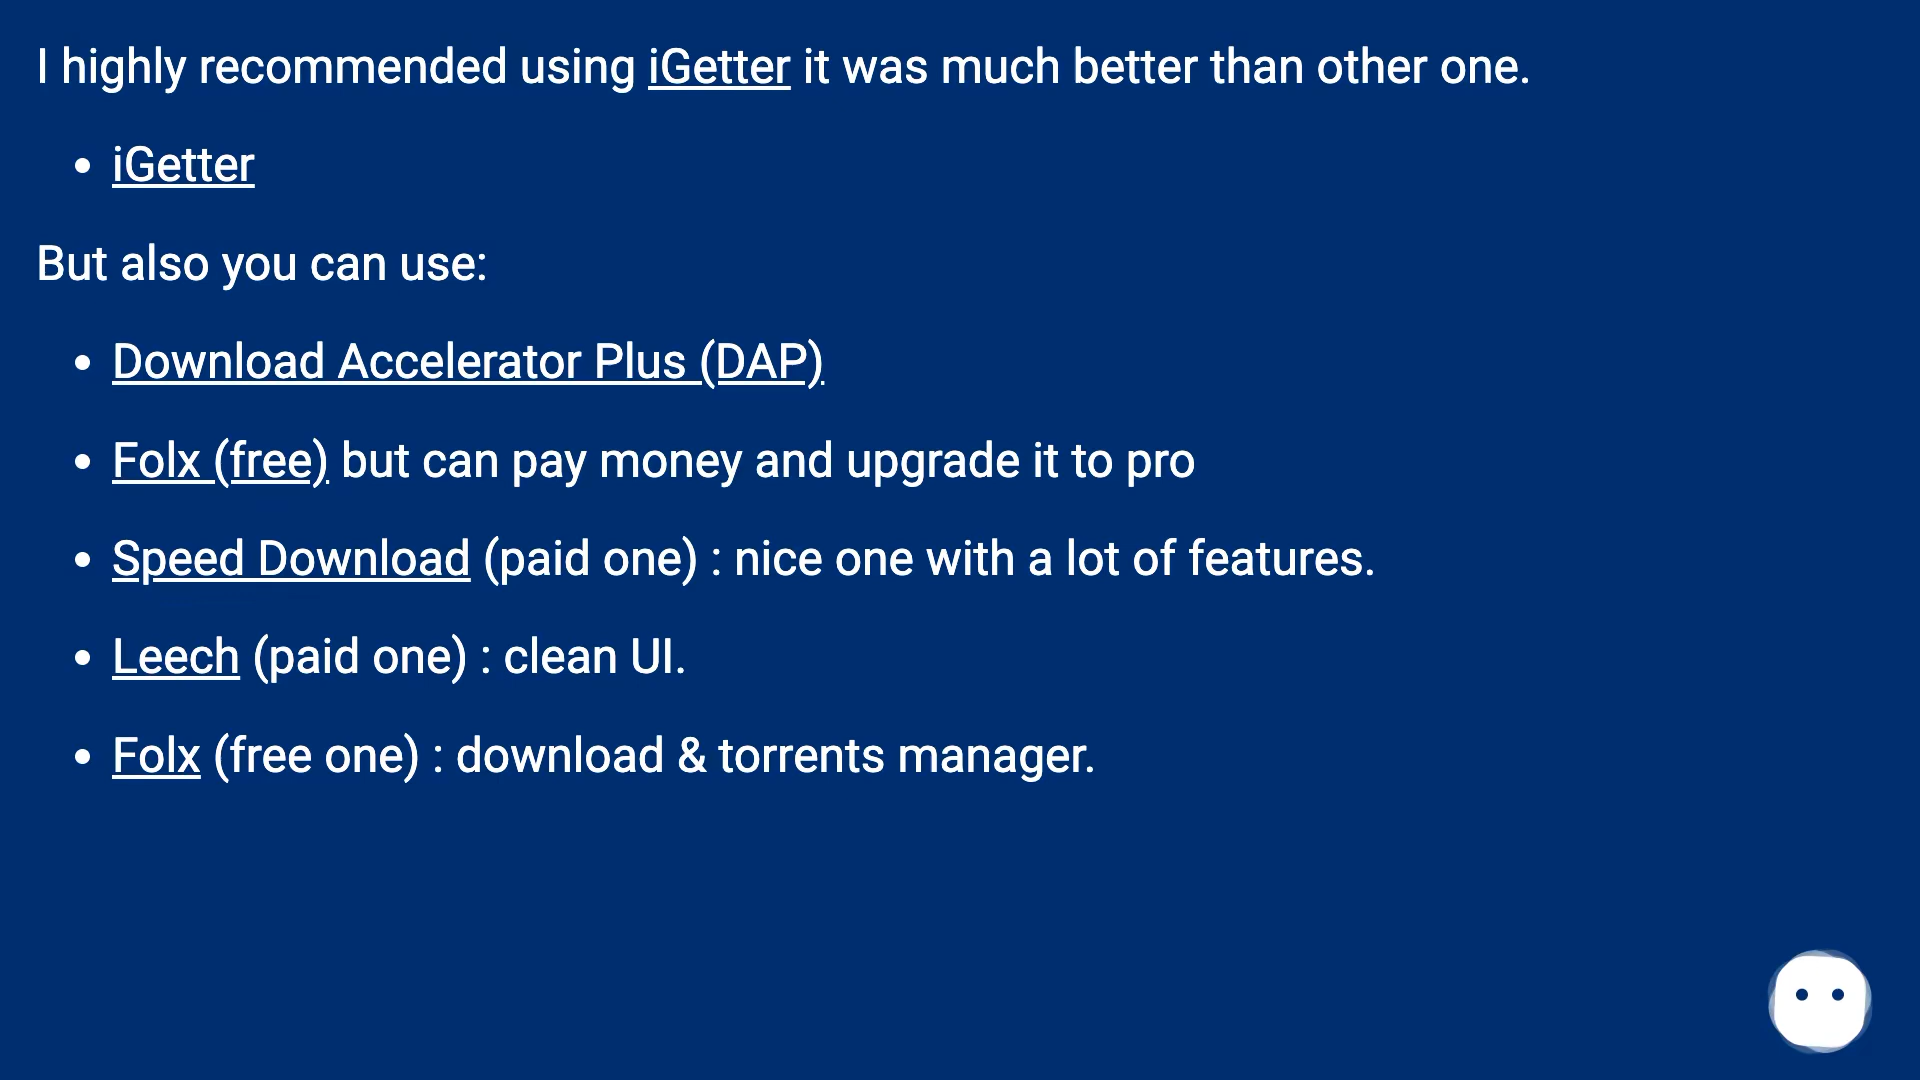 I highly recommended using iGetter it was much better than other one.
• iGetter
But also you can use:
• Download Accelerator Plus (DAP)
• Folx (free) but can pay money and upgrade it to pro
• Speed Download (paid one) : nice one with a lot of features.
• Leech (paid one) : clean UI.
• Folx (free one) : download & torrents manager.